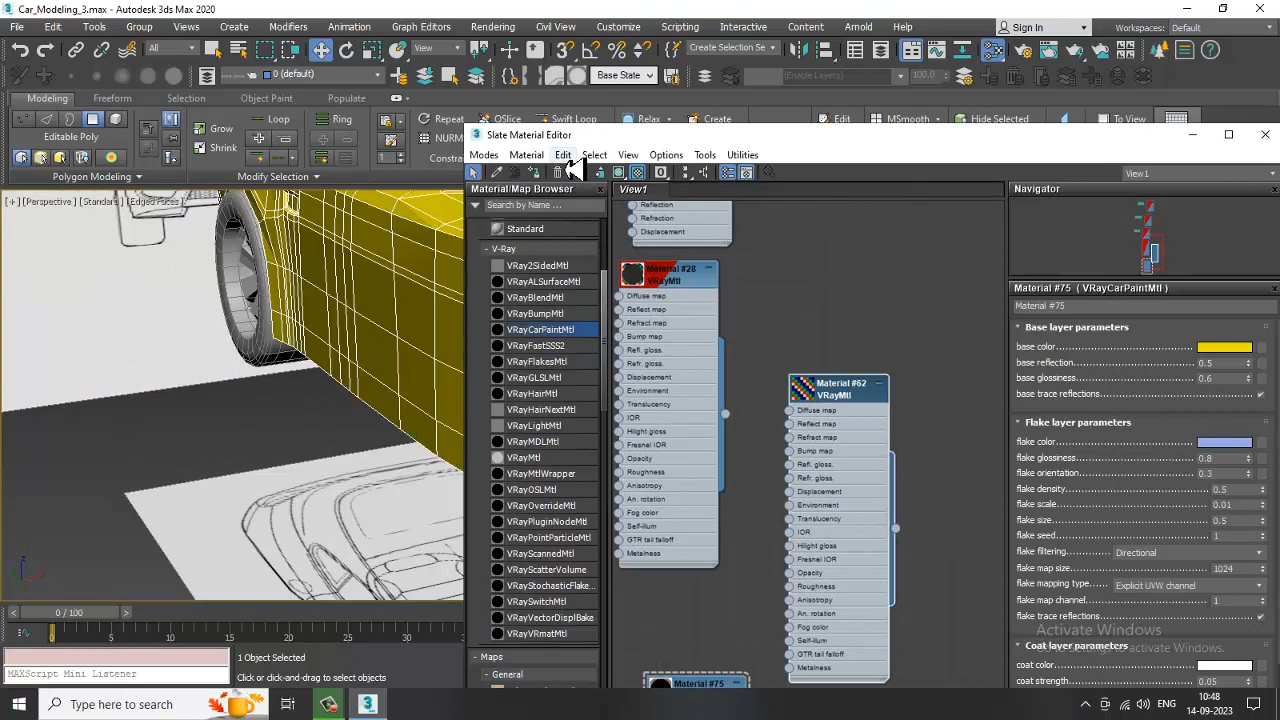 Car_Modeling_3.max - Autodesk 3ds Max 2020
File Edit Tools Group Views Create Modifiers Animation Graph Editors Rendering Civil View Customize Scripting Interactive Content Arnold Help Sign In Workspaces: Default
All View Create Selection Se
0 (default) Base State (Enable Layers) 100.0
Modeling Freeform Selection Object Paint Populate
Grow Loop Ring Repeat QSlice Swift Loop Relax Create Edit MSmooth Hidden Selected To View
Editable Poly Shrink NURM
Constra
Polygon Modeling Modify Selection
Slate Material Editor
Modes Material Edit Select View Options Tools Utilities
View1
[ + ] [Perspective ] [ Standard ] [Edged Faces ]
Material/Map Browser
Search by Name ...
Standard
- V-Ray
VRay2SidedMtl
VRayALSurfaceMtl
VRayBlendMtl
VRayBumpMtl
VRayCarPaintMtl
VRayFastSSS2
VRayFlakesMtl
VRayGLSLMtl
VRayHairMtl
VRayHairNextMtl
VRayLightMtl
VRayMDLMtl
VRayMtl
VRayMtlWrapper
VRayOSLMtl
VRayOverrideMtl
VRayPluginNodeMtl
VRayPointParticleMtl
VRayScannedMtl
VRayScatterVolume
VRayStochasticFlake...
VRaySwitchMtl
VRayVectorDisplBake
VRayVRmatMtl
- Maps
- General
View1
Reflection
Refraction
Displacement
Material #28
VRayMtl
Diffuse map
Reflect map
Refract map
Bump map
Refl. gloss.
Refr. gloss.
Displacement
Environment
Translucency
IOR
Hilight gloss
Fresnel IOR
Opacity
Roughness
Anisotropy
An. rotation
Fog color
Self-illum
GTR tail falloff
Metalness
Material #62
VRayMtl
Diffuse map
Reflect map
Refract map
Bump map
Refl. gloss.
Refr. gloss.
Displacement
Environment
Translucency
IOR
Hilight gloss
Fresnel IOR
Opacity
Roughness
Anisotropy
An. rotation
Fog color
Self-illum
GTR tail falloff
Metalness
Material #75
Navigator
Material #75 ( VRayCarPaintMtl )
Material #75
Base layer parameters
base color
base reflection 0.5
base glossiness 0.6
base trace reflections
Flake layer parameters
flake color
flake glossiness 0.8
flake orientation 0.3
flake density 0.5
flake scale 0.01
flake size 0.5
flake seed 1
flake filtering Directional
flake map size 1024
flake mapping type Explicit UVW channel
flake map channel 1
flake trace reflections
Coat layer parameters
coat color
coat strength 0.05
Activate Windows
0 / 100
0 5 10 15 20 25 30 35
MAXScript Mini Listener
1 Object Selected
Click or click-and-drag to select objects
Type here to search
ENG
10:48
14-09-2023